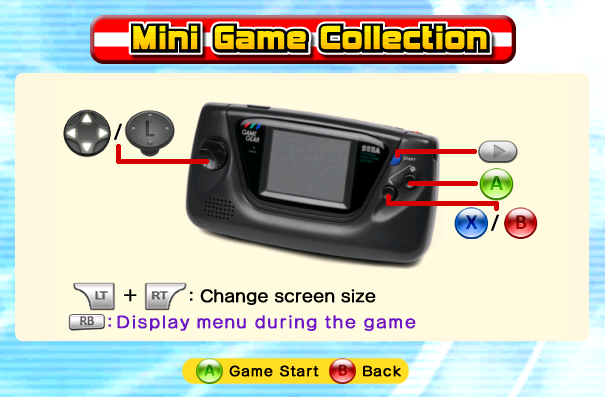 Mini Game Collection
L
/
GAME GEAR
SEGA
START
A
X / B
LT + RT : Change screen size
RB : Display menu during the game
A Game Start B Back